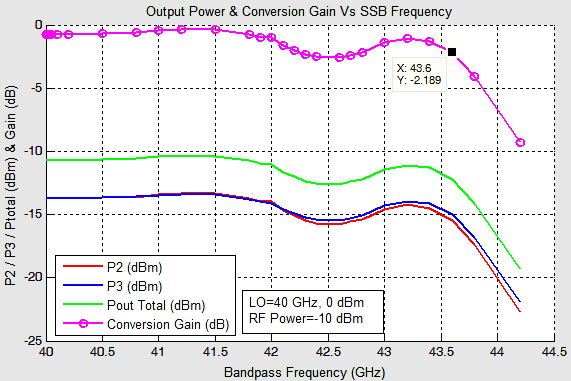 Output Power & Conversion Gain Vs SSB Frequency
P2 / P3 / Ptotal (dBm) & Gain (dB)
0
-5
-10
-15
-20
-25
X: 43.6
Y: -2.189
P2 (dBm)
P3 (dBm)
Pout Total (dBm)
Conversion Gain (dB)
LO=40 GHz, 0 dBm
RF Power=-10 dBm
40 40.5 41 41.5 42 42.5 43 43.5 44 44.5
Bandpass Frequency (GHz)